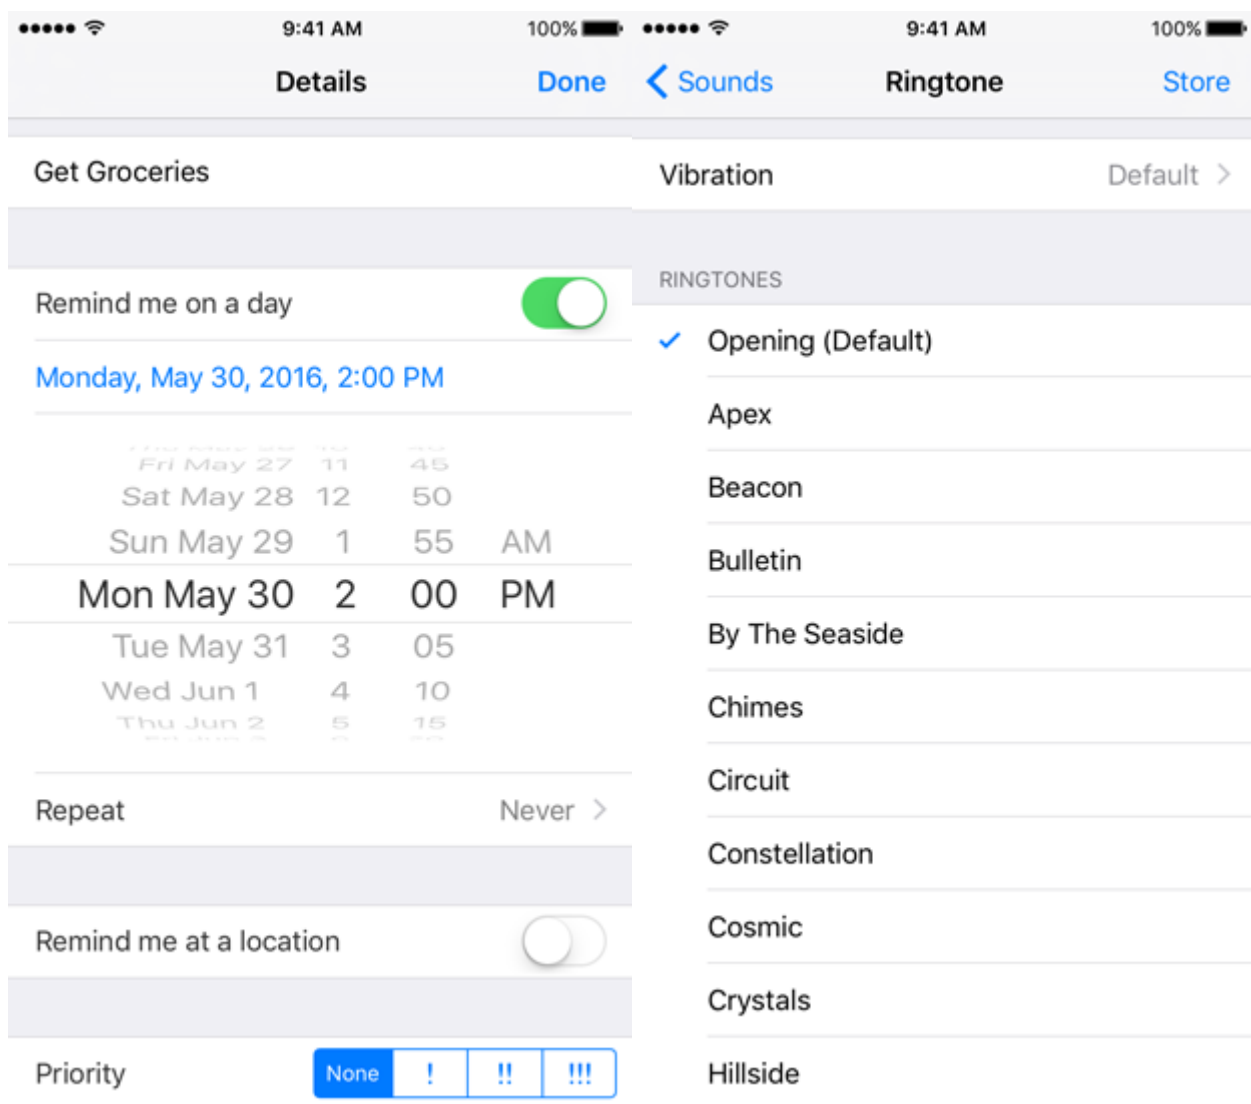 9:41 AM
100%
Details
Done
Get Groceries
Remind me on a day
Monday, May 30, 2016, 2:00 PM
Fri May 27 11 45
Sat May 28 12 50
Sun May 29 1 55 AM
Mon May 30 2 00 PM
Tue May 31 3 05
Wed Jun 1 4 10
Thu Jun 2 5 15
Repeat
Never
Remind me at a location
Priority
None
!
!!
!!!
9:41 AM
100%
Sounds
Ringtone
Store
Vibration
Default
RINGTONES
Opening (Default)
Apex
Beacon
Bulletin
By The Seaside
Chimes
Circuit
Constellation
Cosmic
Crystals
Hillside